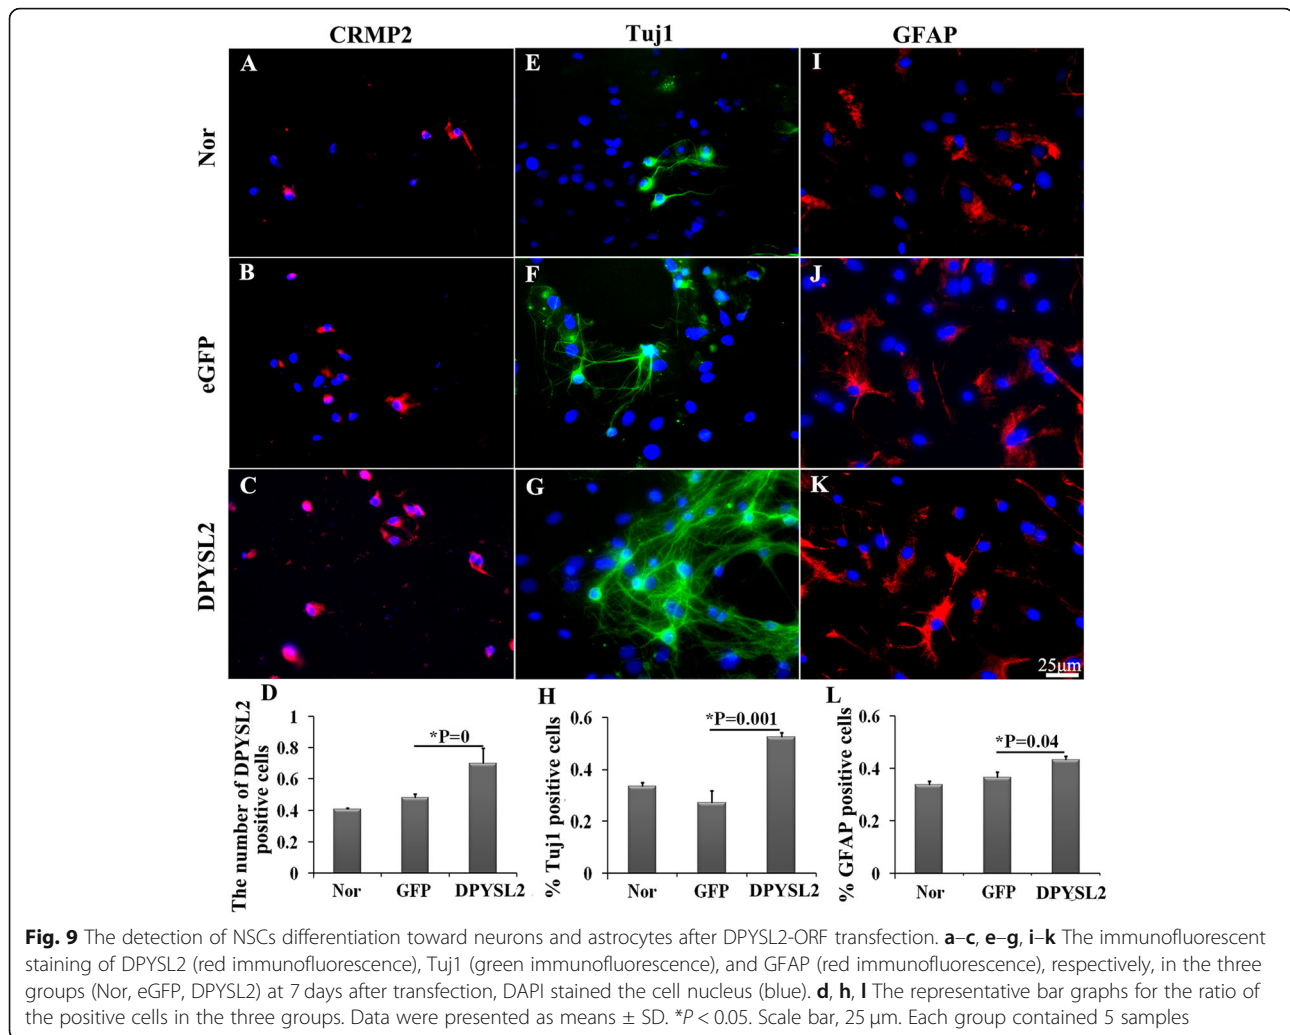 CRMP2 Tuj1 GFAP
Nor
A E I
eGFP
B F J
DPYSL2
C G K
25µm
D
The number of DPYSL2
positive cells
1
0.8
0.6
0.4
0.2
0
*P=0
Nor GFP DPYSL2
H
% Tuj1 positive cells
0.6
0.4
0.2
0
*P=0.001
Nor GFP DPYSL2
L
% GFAP positive cells
0.6
0.4
0.2
0
*P=0.04
Nor GFP DPYSL2
Fig. 9 The detection of NSCs differentiation toward neurons and astrocytes after DPYSL2-ORF transfection. a–c, e–g, i–k The immunofluorescent
staining of DPYSL2 (red immunofluorescence), Tuj1 (green immunofluorescence), and GFAP (red immunofluorescence), respectively, in the three
groups (Nor, eGFP, DPYSL2) at 7 days after transfection, DAPI stained the cell nucleus (blue). d, h, l The representative bar graphs for the ratio of
the positive cells in the three groups. Data were presented as means ± SD. *P < 0.05. Scale bar, 25 µm. Each group contained 5 samples